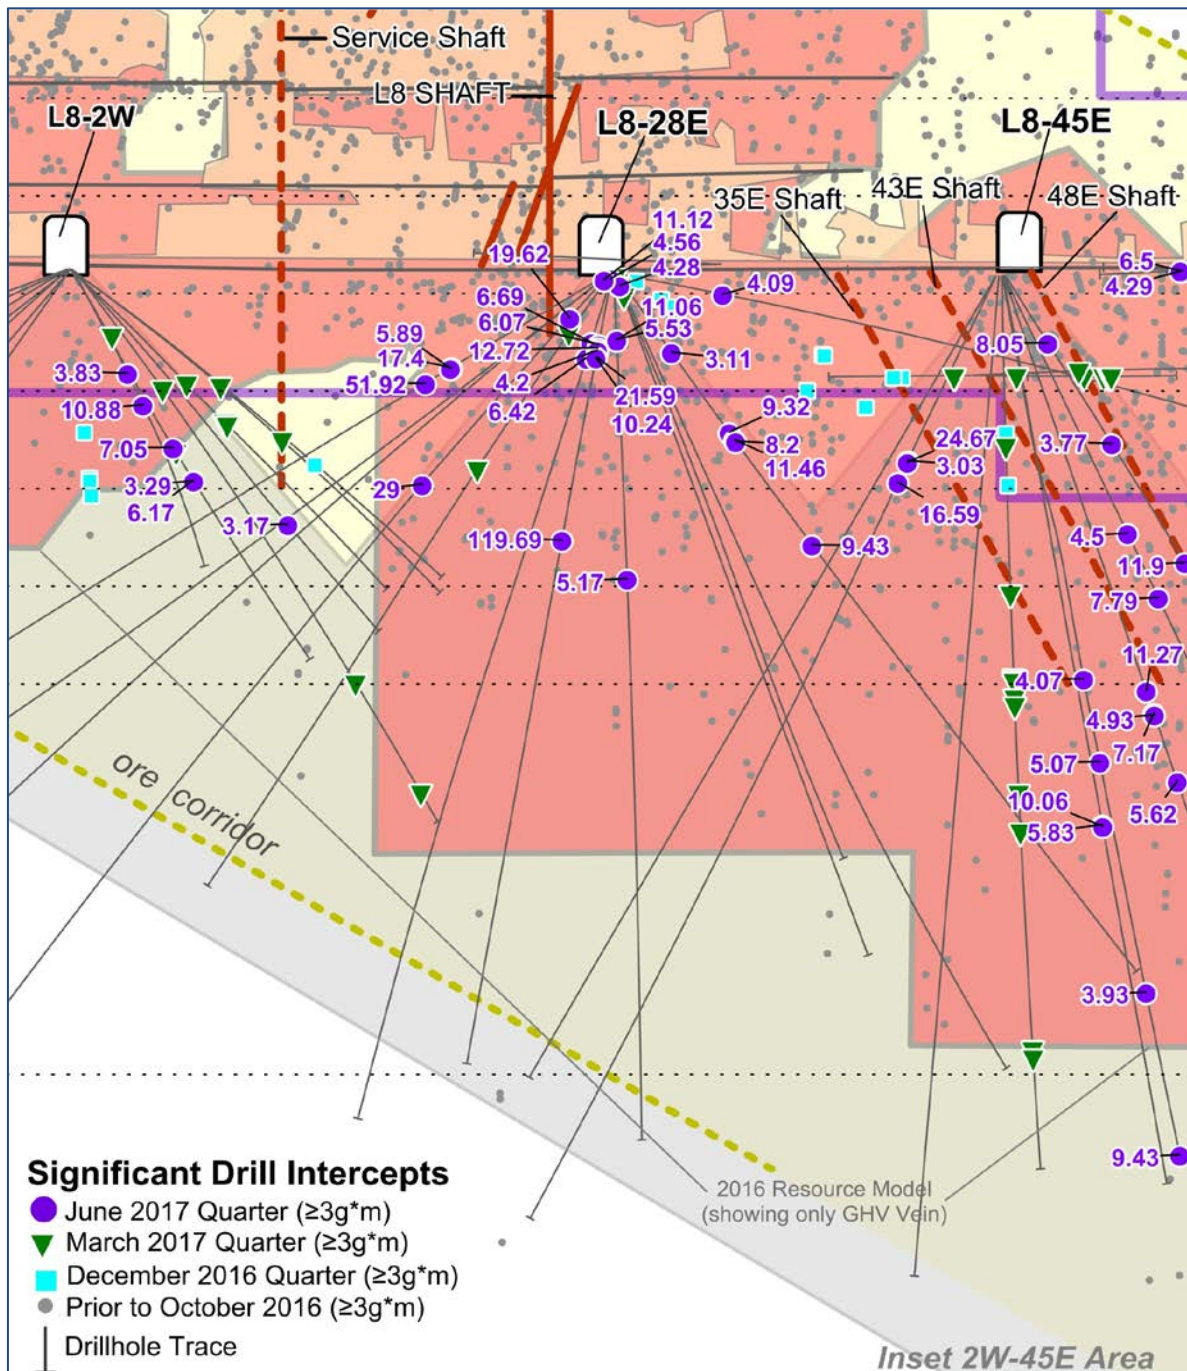 Service Shaft
L8 SHAFT
L8-2W
L8-28E
L8-45E
35E Shaft
43E Shaft
48E Shaft
11.12
4.56
4.28
19.62
4.09
6.5
4.29
6.69
6.07
11.06
5.53
5.89
17.4
12.72
3.11
8.05
3.83
51.92
4.2
6.42
21.59
10.24
10.88
9.32
8.2
11.46
24.67
3.03
3.77
7.05
3.29
6.17
29
16.59
3.17
119.69
9.43
4.5
11.9
5.17
7.79
11.27
4.07
4.93
7.17
5.07
5.62
10.06
5.83
ore corridor
3.93
9.43
2016 Resource Model
(showing only GHV Vein)
Significant Drill Intercepts
June 2017 Quarter (≥3g*m)
March 2017 Quarter (≥3g*m)
December 2016 Quarter (≥3g*m)
Prior to October 2016 (≥3g*m)
Drillhole Trace
Inset 2W-45E Area